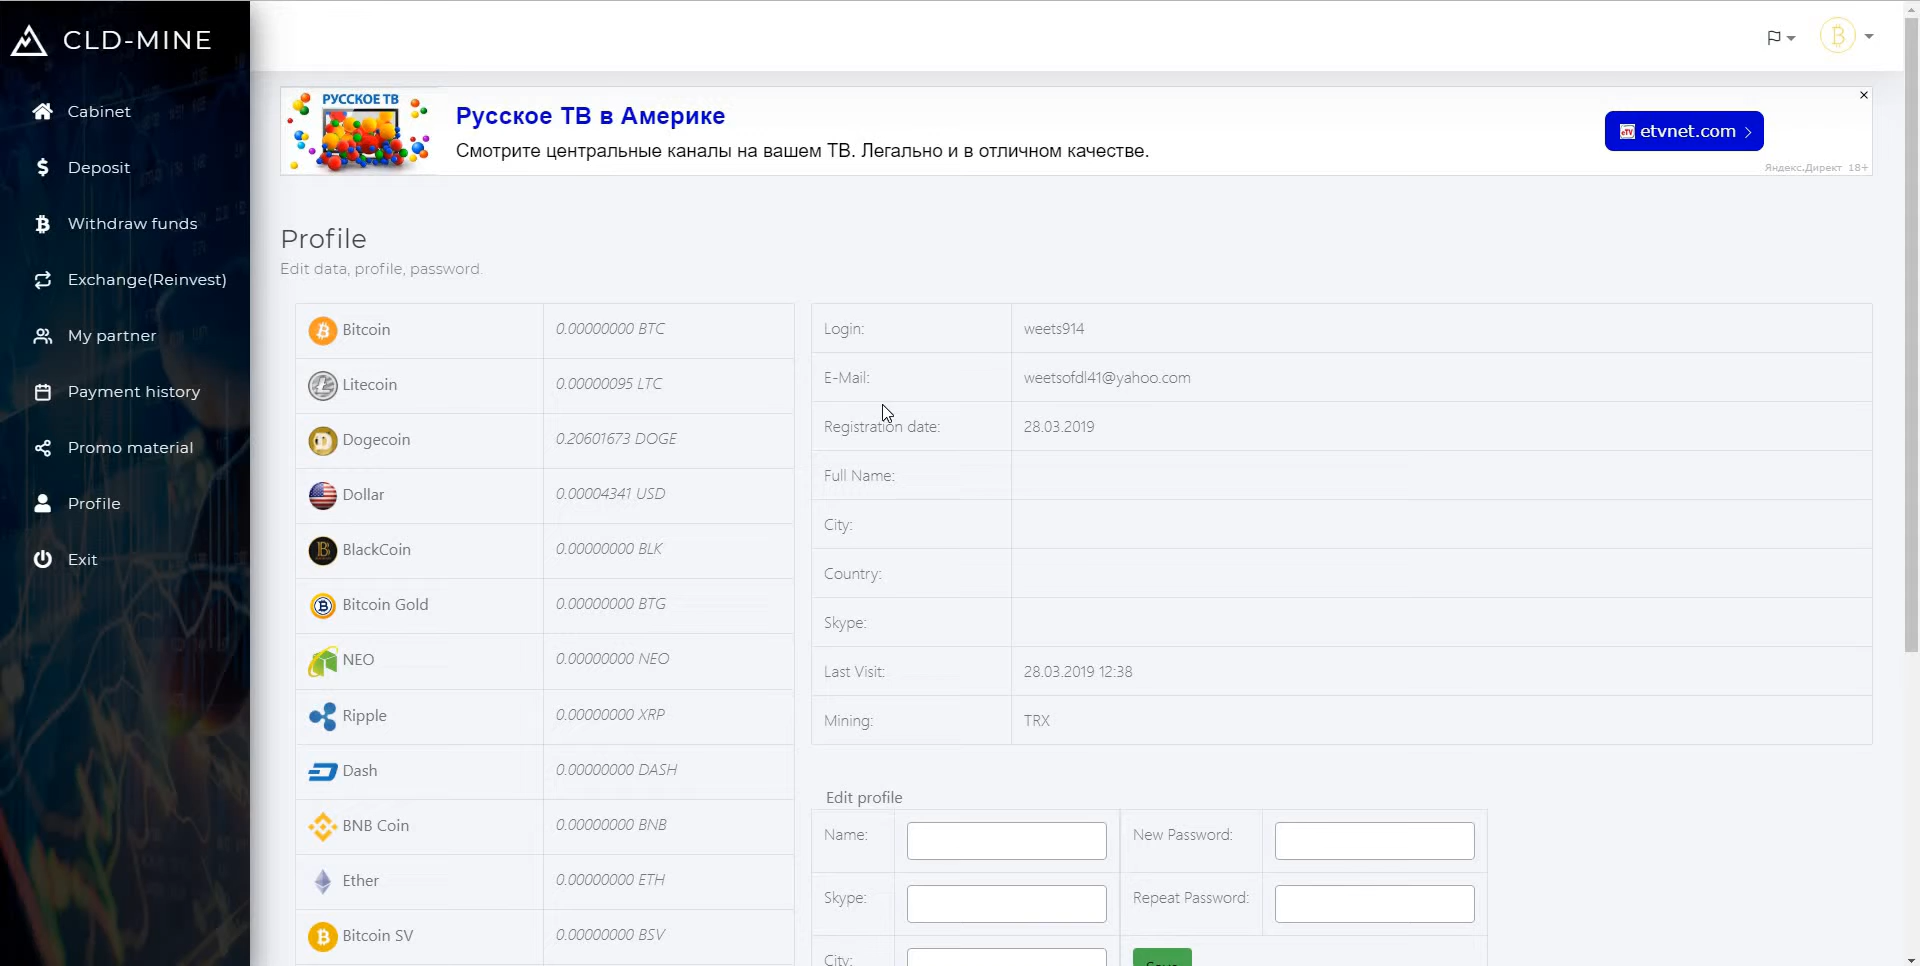 CLD-MINE
Cabinet
Deposit
Withdraw funds
Exchange(Reinvest)
My partner
Payment history
Promo material
Profile
Exit
РУССКОЕ ТВ
Русское ТВ в Америке
Смотрите центральные каналы на вашем ТВ. Легально и в отличном качестве.
etvnet.com
Яндекс.Директ 18+
Profile
Edit data, profile, password.
Bitcoin 0.00000000 BTC
Litecoin 0.00000095 LTC
Dogecoin 0.20601673 DOGE
Dollar 0.00004341 USD
BlackCoin 0.00000000 BLK
Bitcoin Gold 0.00000000 BTG
NEO 0.00000000 NEO
Ripple 0.00000000 XRP
Dash 0.00000000 DASH
BNB Coin 0.00000000 BNB
Ether 0.00000000 ETH
Bitcoin SV 0.00000000 BSV
Login: weets914
E-Mail: weetsofdl41@yahoo.com
Registration date: 28.03.2019
Full Name:
City:
Country:
Skype:
Last Visit: 28.03.2019 12:38
Mining: TRX
Edit profile
Name: New Password:
Skype: Repeat Password:
City: Save